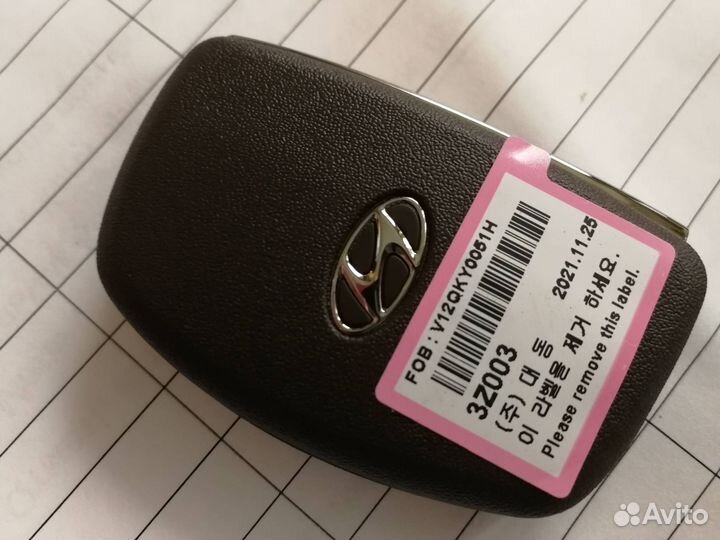 FOB : V12QKY0051H
3Z003
(주) 대 동 2021.11.25
이 라벨을 제거 하세요.
Please remove this label.
Avito